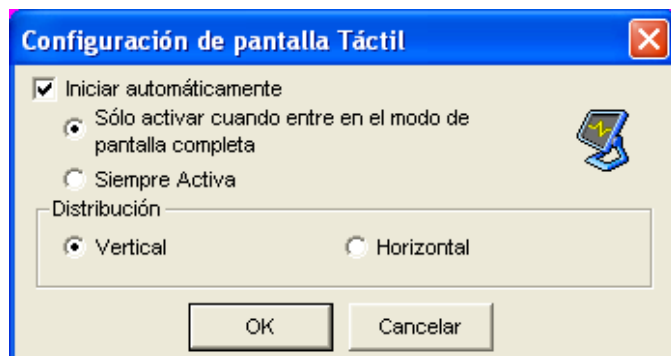 Configuración de pantalla Táctil
Iniciar automáticamente
Sólo activar cuando entre en el modo de
pantalla completa
Siempre Activa
Distribución
Vertical
Horizontal
OK
Cancelar